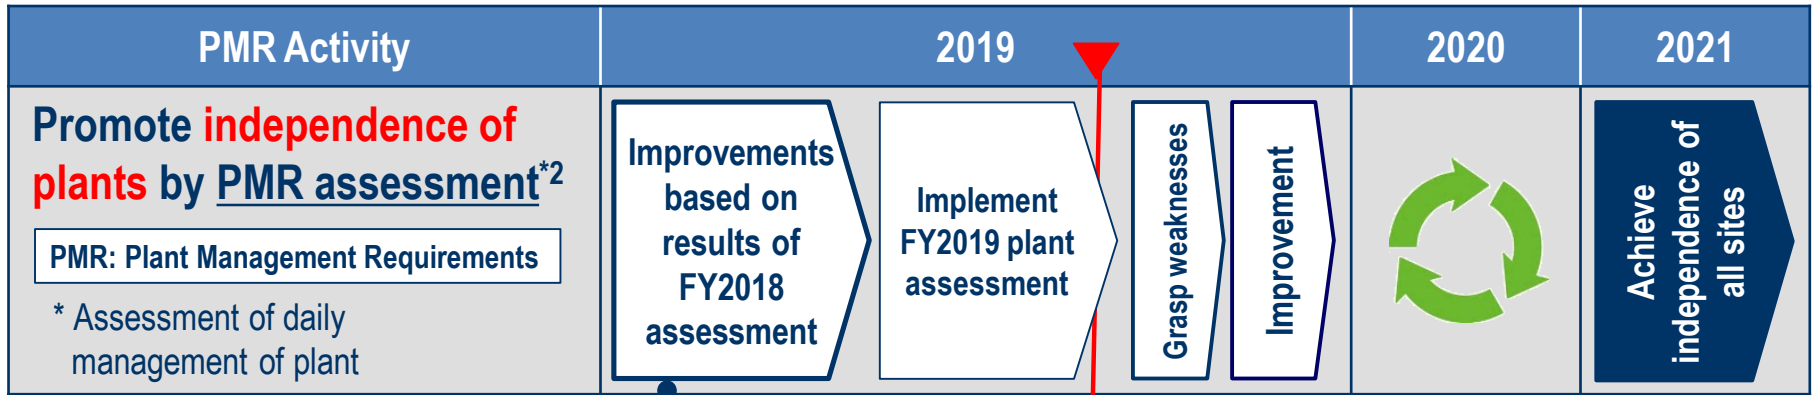 PMR Activity
2019
2020
2021
Promote independence of
plants by PMR assessment*2
PMR: Plant Management Requirements
* Assessment of daily
management of plant
Improvements
based on
results of
FY2018
assessment
Implement
FY2019 plant
assessment
Grasp weaknesses
Improvement
Achieve
independence of
all sites